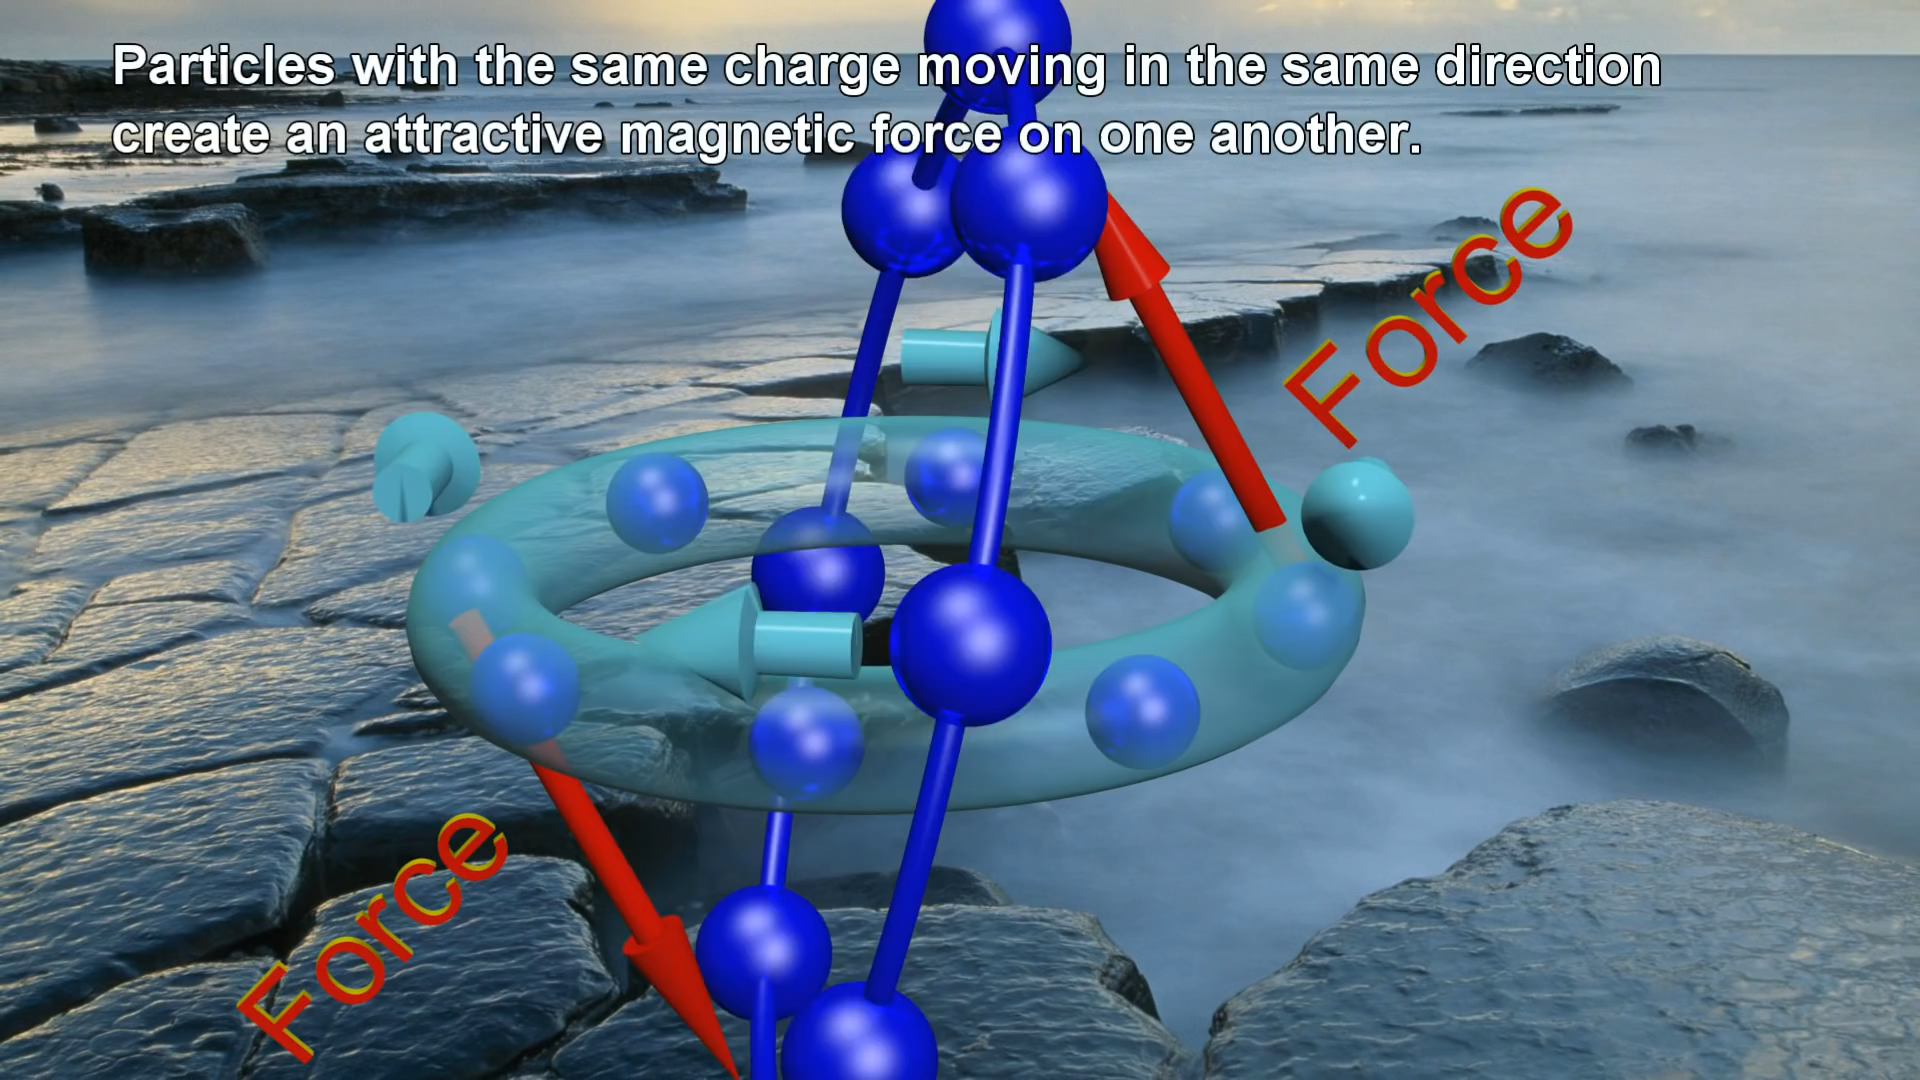 Particles with the same charge moving in the same direction
create an attractive magnetic force on one another.
Force
Force